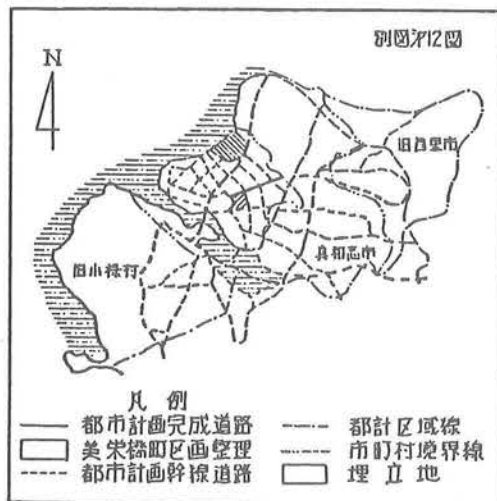 別図第12図
N
旧首里市
真和志市
旧小禄村
凡例
都市計画完成道路
美栄橋町区画整理
都市計画幹線道路
都計区域線
市町村境界線
埋立地